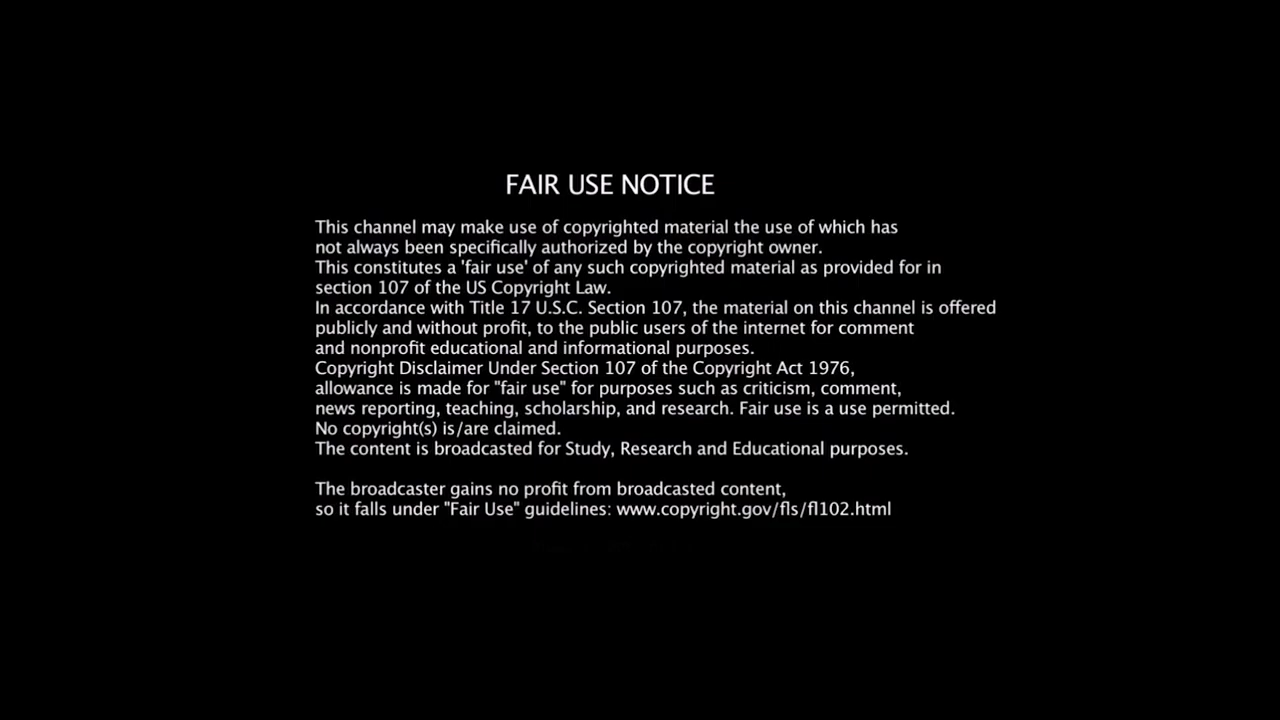 FAIR USE NOTICE
This channel may make use of copyrighted material the use of which has
not always been specifically authorized by the copyright owner.
This constitutes a 'fair use' of any such copyrighted material as provided for in
section 107 of the US Copyright Law.
In accordance with Title 17 U.S.C. Section 107, the material on this channel is offered
publicly and without profit, to the public users of the internet for comment
and nonprofit educational and informational purposes.
Copyright Disclaimer Under Section 107 of the Copyright Act 1976,
allowance is made for "fair use" for purposes such as criticism, comment,
news reporting, teaching, scholarship, and research. Fair use is a use permitted.
No copyright(s) is/are claimed.
The content is broadcasted for Study, Research and Educational purposes.
The broadcaster gains no profit from broadcasted content,
so it falls under "Fair Use" guidelines: www.copyright.gov/fls/fl102.html